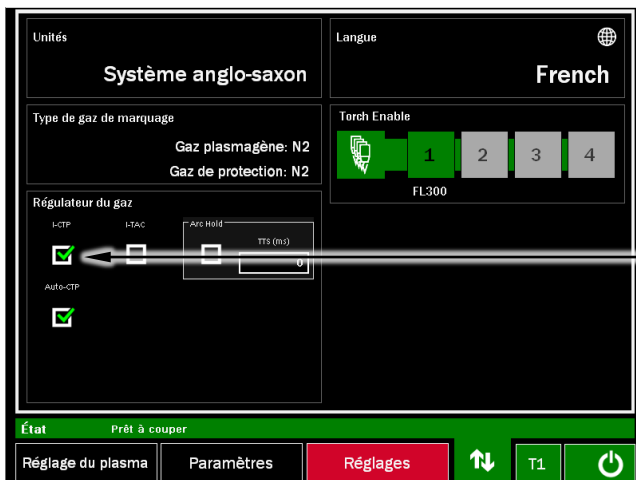 Unités
Système anglo-saxon
Langue
French
Type de gaz de marquage
Gaz plasmagène: N2
Gaz de protection: N2
Torch Enable
1 2 3 4
FL300
Régulateur du gaz
I-CTP I-TAC Arc Hold
TTS (ms)
0
Auto-CTP
État Prêt à couper
Réglage du plasma Paramètres Réglages T1